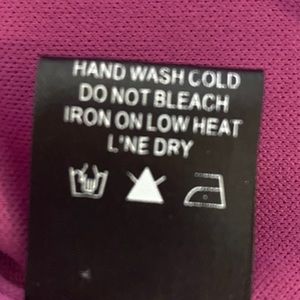 HAND WASH COLD
DO NOT BLEACH
IRON ON LOW HEAT
L'NE DRY